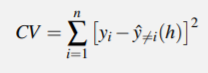 CV = \sum_{i=1}^{n} [y_i - \hat{y}_{\neq i}(h)]^2